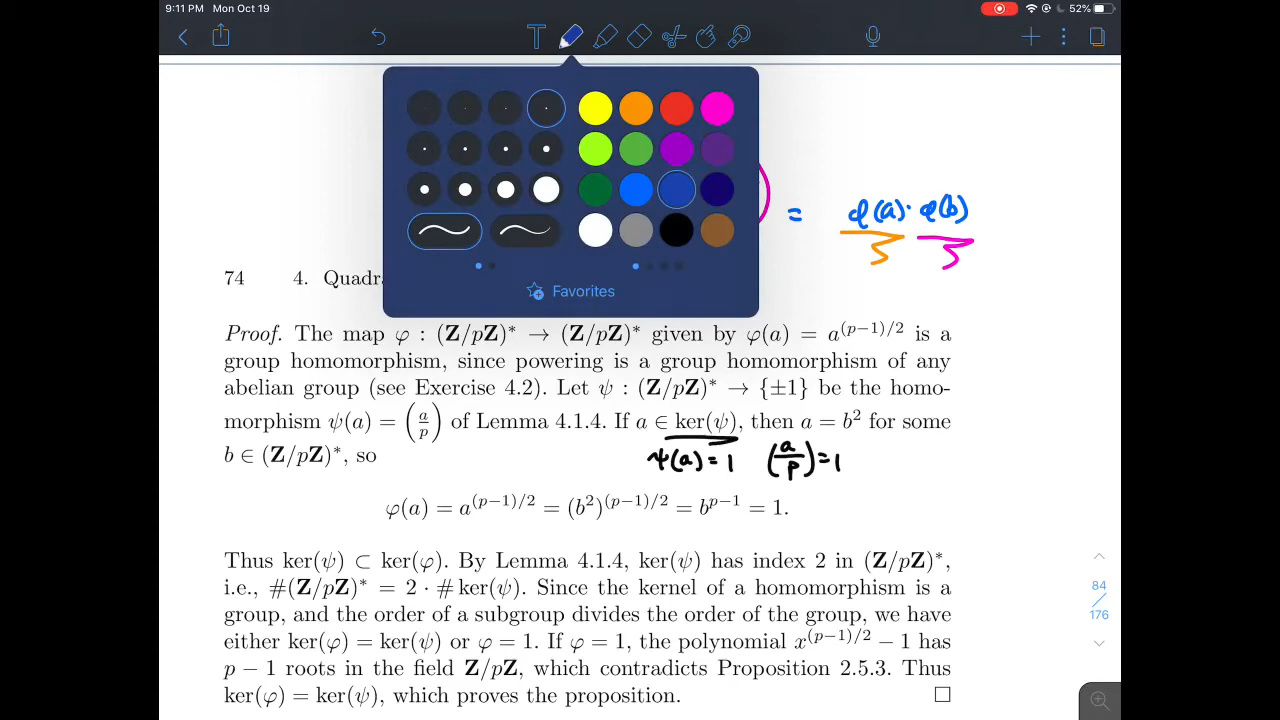 9:11 PM Mon Oct 19
52%
T
= φ(a)· φ(b)
Favorites
74 4. Quadra
Proof. The map φ : (Z/pZ)* → (Z/pZ)* given by φ(a) = a^(p−1)/2 is a
group homomorphism, since powering is a group homomorphism of any
abelian group (see Exercise 4.2). Let ψ : (Z/pZ)* → {±1} be the homo-
morphism ψ(a) = (a/p) of Lemma 4.1.4. If a ∈ ker(ψ), then a = b² for some
b ∈ (Z/pZ)*, so
ψ(a) = 1 (a/p) = 1
φ(a) = a^(p−1)/2 = (b²)^(p−1)/2 = b^p−1 = 1.
Thus ker(ψ) ⊂ ker(φ). By Lemma 4.1.4, ker(ψ) has index 2 in (Z/pZ)*,
i.e., #(Z/pZ)* = 2 · # ker(ψ). Since the kernel of a homomorphism is a
group, and the order of a subgroup divides the order of the group, we have
either ker(φ) = ker(ψ) or φ = 1. If φ = 1, the polynomial x^(p−1)/2 − 1 has
p − 1 roots in the field Z/pZ, which contradicts Proposition 2.5.3. Thus
ker(φ) = ker(ψ), which proves the proposition. □
84
176